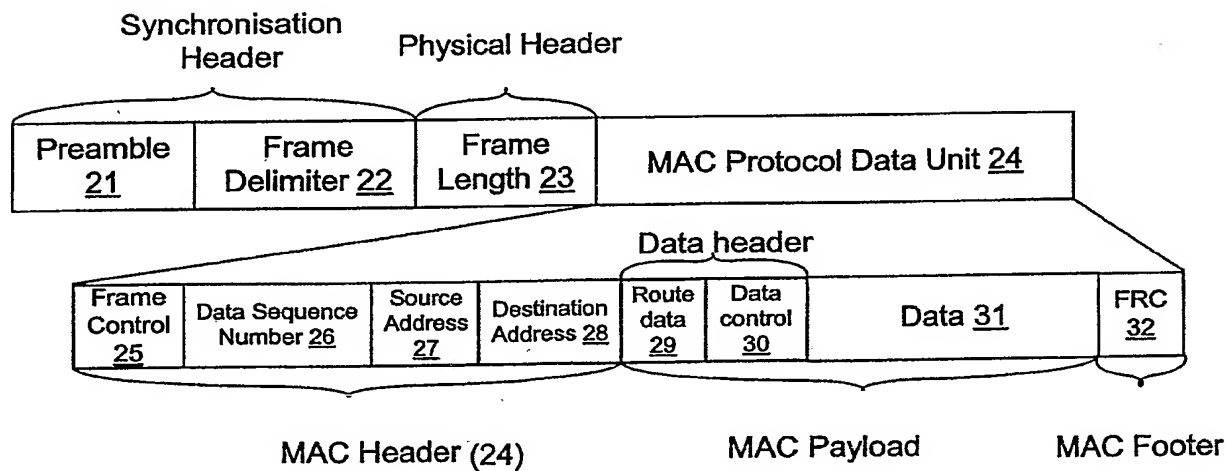 Synchronisation
Header
Physical Header
Preamble
21
Frame
Delimiter 22
Frame
Length 23
MAC Protocol Data Unit 24
Data header
Frame
Control
25
Data Sequence
Number 26
Source
Address
27
Destination
Address 28
Route
data
29
Data
control
30
Data 31
FRC
32
MAC Header (24)
MAC Payload
MAC Footer